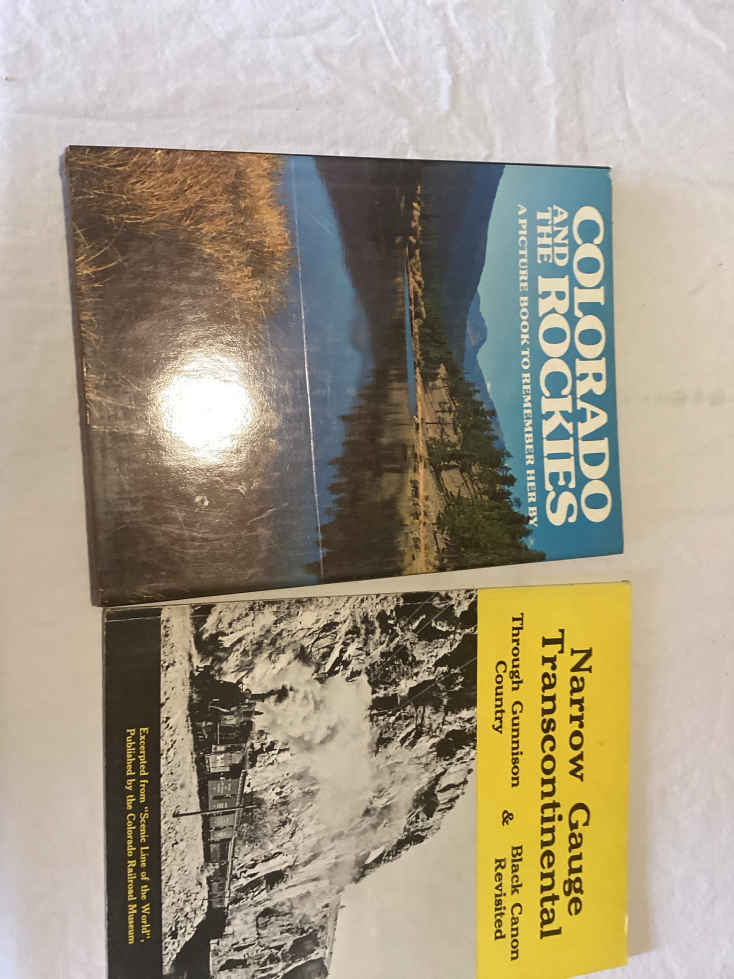 COLORADO
AND
THE ROCKIES
A PICTURE BOOK TO REMEMBER HER BY
Narrow Gauge
Transcontinental
Through Gunnison & Black Canon
Country Revisited
Excerpted from "Scenic Line of the World",
Published by the Colorado Railroad Museum